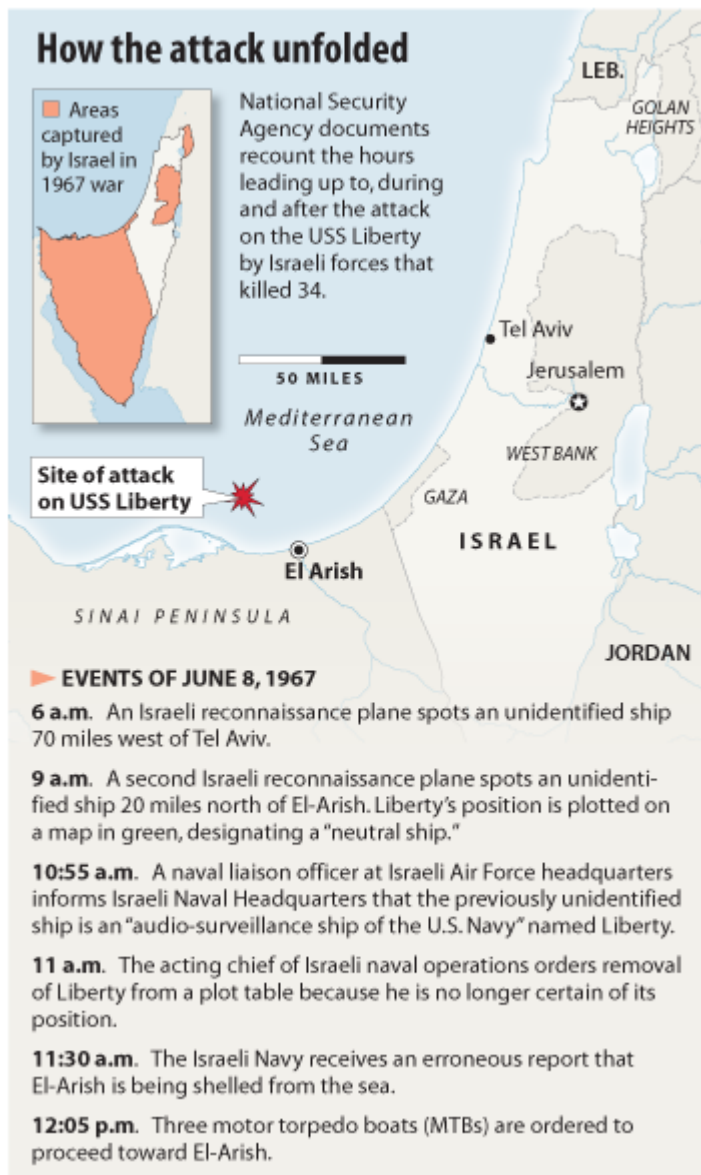 How the attack unfolded
Areas
captured
by Israel in
1967 war
National Security
Agency documents
recount the hours
leading up to, during
and after the attack
on the USS Liberty
by Israeli forces that
killed 34.
50 MILES
Mediterranean
Sea
LEB.
GOLAN
HEIGHTS
Tel Aviv
Jerusalem
WEST BANK
GAZA
ISRAEL
Site of attack
on USS Liberty
El Arish
SINAI PENINSULA
JORDAN
EVENTS OF JUNE 8, 1967
6 a.m. An Israeli reconnaissance plane spots an unidentified ship
70 miles west of Tel Aviv.
9 a.m. A second Israeli reconnaissance plane spots an unidenti-
fied ship 20 miles north of El-Arish. Liberty's position is plotted on
a map in green, designating a "neutral ship."
10:55 a.m. A naval liaison officer at Israeli Air Force headquarters
informs Israeli Naval Headquarters that the previously unidentified
ship is an "audio-surveillance ship of the U.S. Navy" named Liberty.
11 a.m. The acting chief of Israeli naval operations orders removal
of Liberty from a plot table because he is no longer certain of its
position.
11:30 a.m. The Israeli Navy receives an erroneous report that
El-Arish is being shelled from the sea.
12:05 p.m. Three motor torpedo boats (MTBs) are ordered to
proceed toward El-Arish.